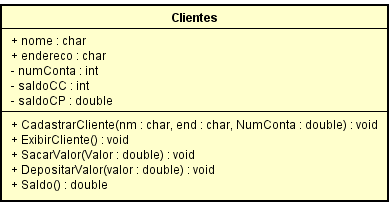 Clientes
+ nome : char
+ endereco : char
- numConta : int
- saldoCC : int
- saldoCP : double
+ CadastrarCliente(nm : char, end : char, NumConta : double) : void
+ ExibirCliente() : void
+ SacarValor(Valor : double) : void
+ DepositarValor(valor : double) : void
+ Saldo() : double